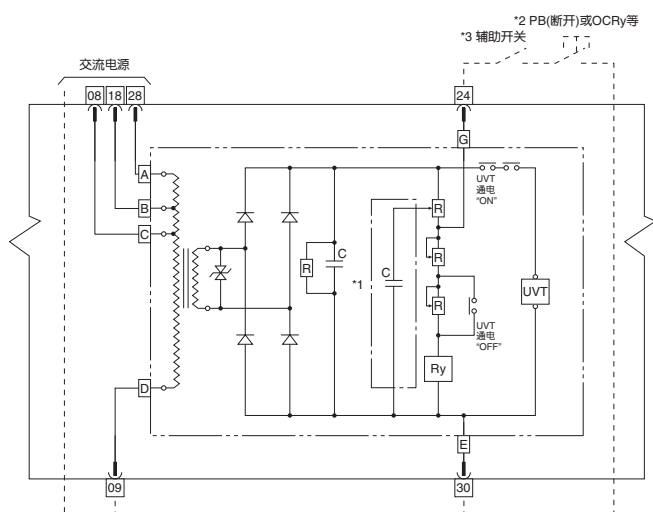 *2 PB(断开)或OCRy等
*3 辅助开关
交流电源
08 18 28
24
G
A
UVT
通电
“ON”
B
R
C
C
R
R
*1
C
UVT
R
UVT
通电
“OFF”
Ry
D
E
09
30